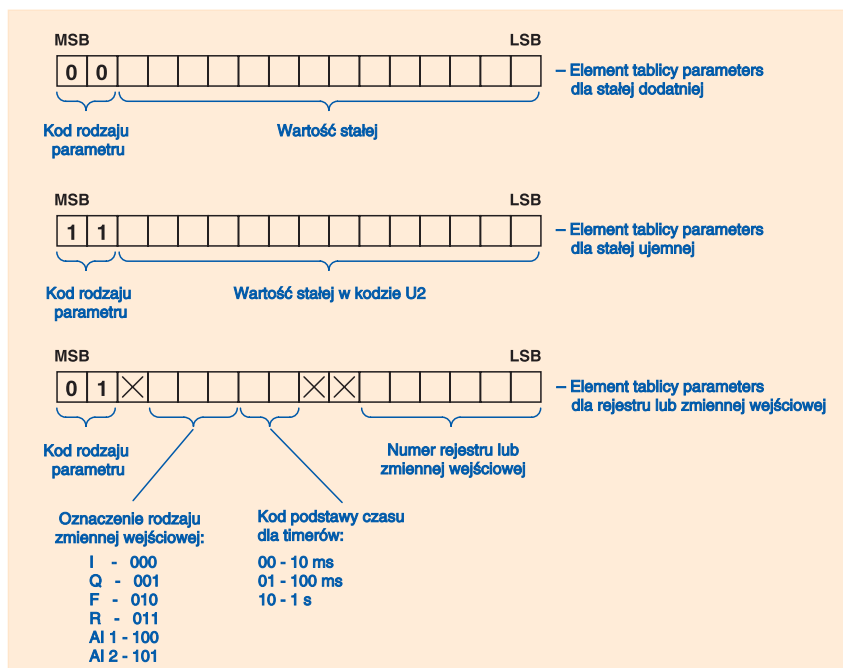 MSB LSB
0 0
– Element tablicy parameters
dla stałej dodatniej
Kod rodzaju
parametru
Wartość stałej
MSB LSB
1 1
– Element tablicy parameters
dla stałej ujemnej
Kod rodzaju
parametru
Wartość stałej w kodzie U2
MSB LSB
0 1
– Element tablicy parameters
dla rejestru lub zmiennej wejściowej
Kod rodzaju
parametru
Numer rejestru lub
zmiennej wejściowej
Oznaczenie rodzaju
zmiennej wejściowej:
I - 000
Q - 001
F - 010
R - 011
AI 1 - 100
AI 2 - 101
Kod podstawy czasu
dla timerów:
00 - 10 ms
01 - 100 ms
10 - 1 s